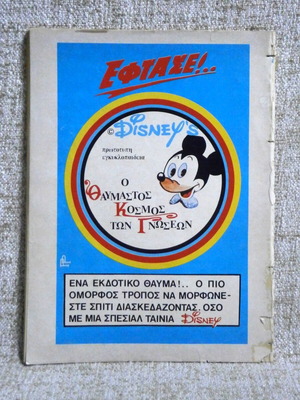 ΕΦΤΑΣΕ!..
© DISNEY'S
πρωτότυπη
εγκυκλοπαίδεια
Ο
ΘΑΥΜΑΣΤΟΣ
ΚΟΣΜΟΣ
ΤΩΝ ΓΝΩΣΕΩΝ
ΕΝΑ ΕΚΔΟΤΙΚΟ ΘΑΥΜΑ!.. Ο ΠΙΟ
ΟΜΟΡΦΟΣ ΤΡΟΠΟΣ ΝΑ ΜΟΡΦΩΝΕ-
ΣΤΕ ΣΠΙΤΙ ΔΙΑΣΚΕΔΑΖΟΝΤΑΣ, ΟΣΟ
ΜΕ ΜΙΑ ΣΠΕΣΙΑΛ ΤΑΙΝΙΑ DISNEY